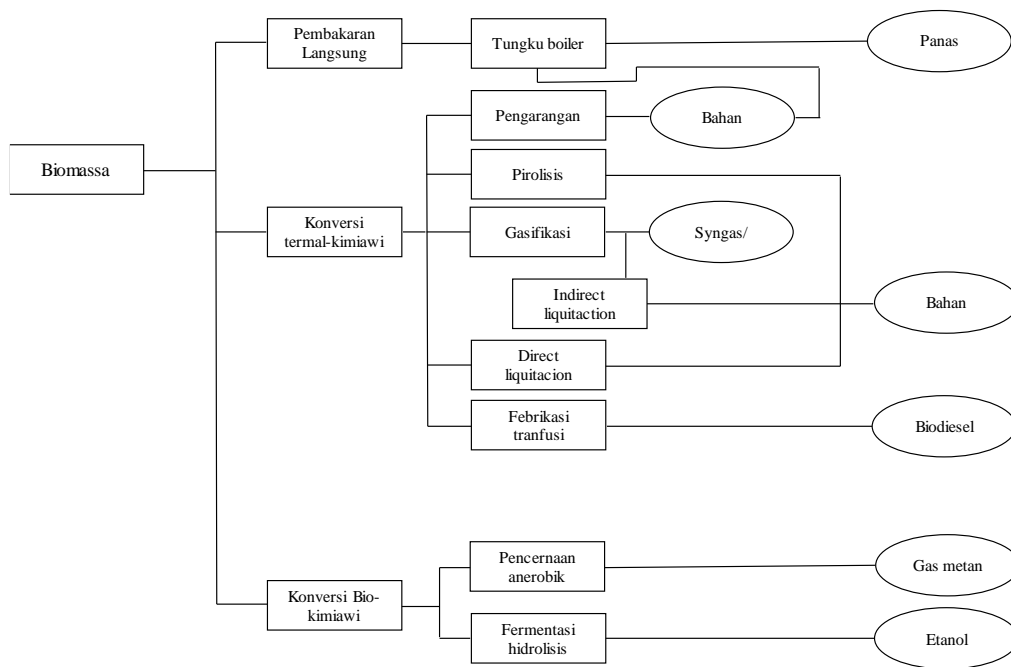 Pembakaran
Langsung
Tungku boiler
Panas
Pengarangan
Bahan
Biomassa
Pirolisis
Konversi
termal-kimiawi
Gasifikasi
Syngas/
Indirect
liquitaction
Bahan
Direct
liquitacion
Febrikasi
tranfusi
Biodiesel
Pencernaan
anerobik
Gas metan
Konversi Bio-
kimiawi
Fermentasi
hidrolisis
Etanol